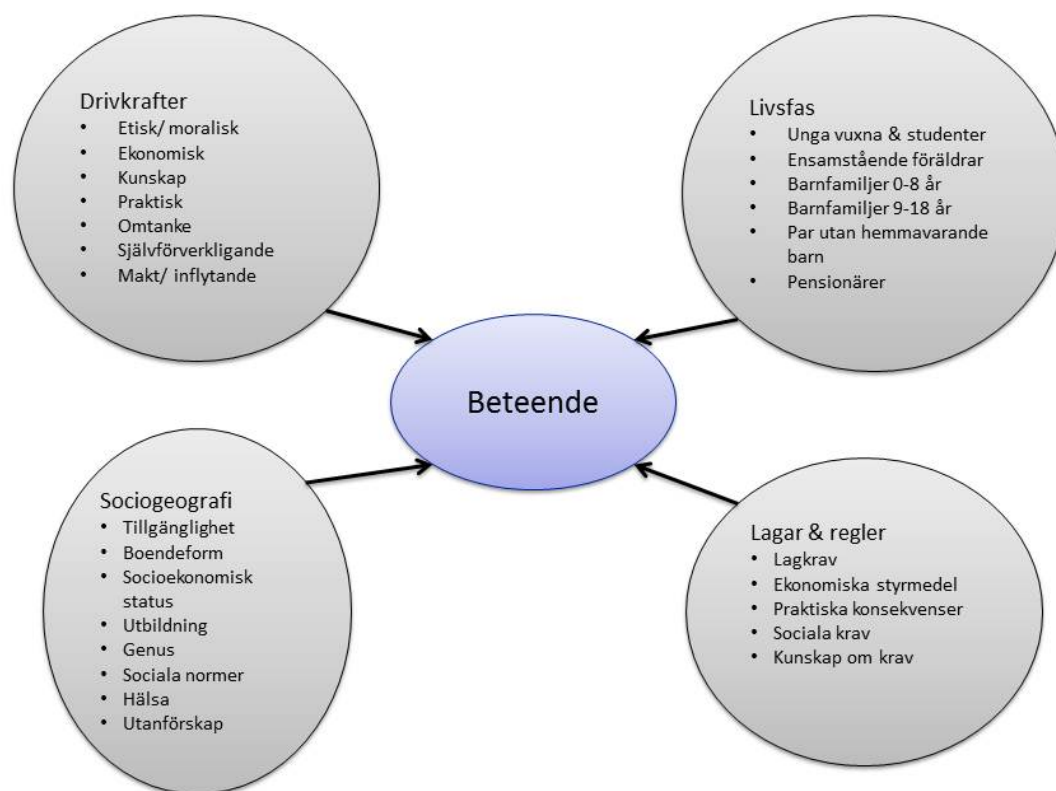 Drivkrafter
• Etisk/ moralisk
• Ekonomisk
• Kunskap
• Praktisk
• Omtanke
• Självförverkligande
• Makt/ inflytande
Livsfas
• Unga vuxna & studenter
• Ensamstående föräldrar
• Barnfamiljer 0-8 år
• Barnfamiljer 9-18 år
• Par utan hemmavarande
barn
• Pensionärer
Beteende
Sociogeografi
• Tillgänglighet
• Boendeform
• Socioekonomisk
status
• Utbildning
• Genus
• Sociala normer
• Hälsa
• Utanförskap
Lagar & regler
• Lagkrav
• Ekonomiska styrmedel
• Praktiska konsekvenser
• Sociala krav
• Kunskap om krav